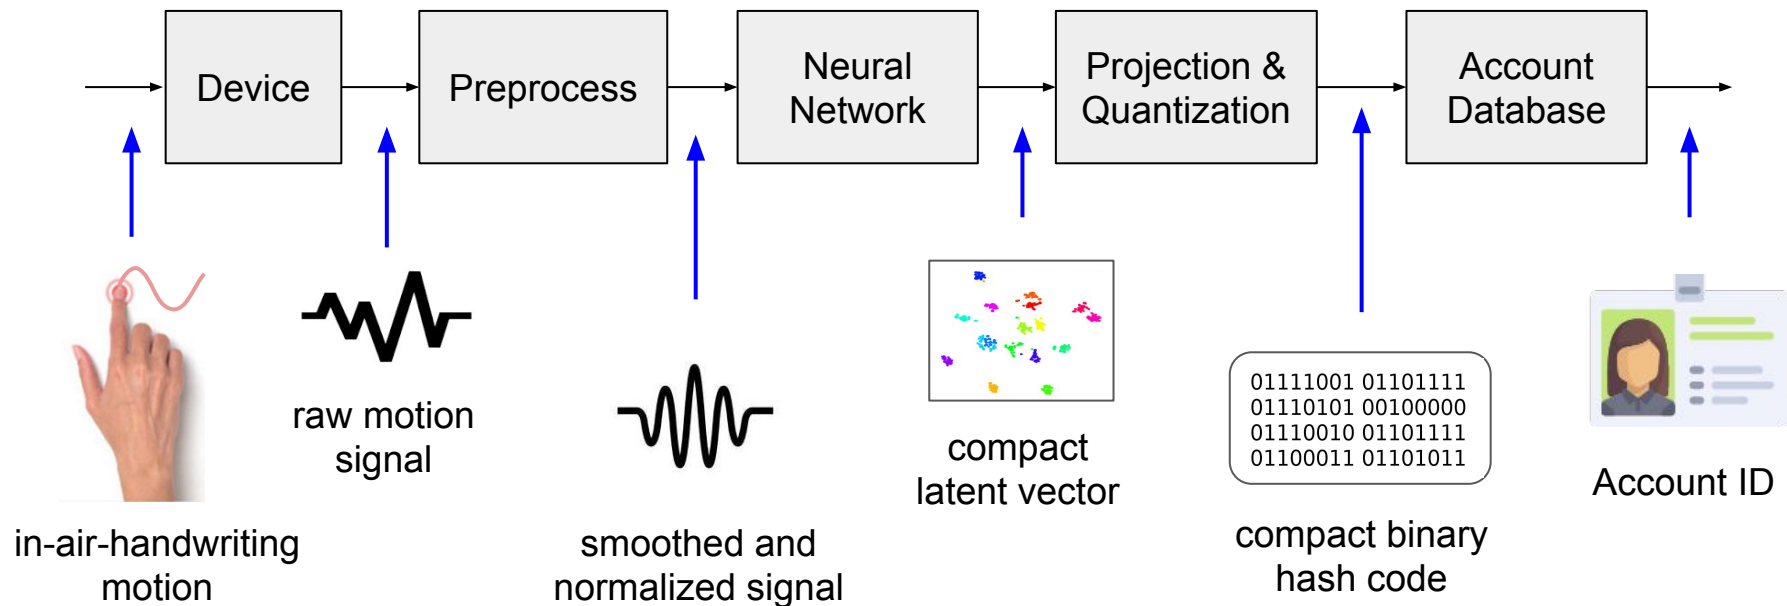 Device
Preprocess
Neural
Network
Projection &
Quantization
Account
Database
in-air-handwriting
motion
raw motion
signal
smoothed and
normalized signal
compact
latent vector
01111001 01101111
01110101 00100000
01110010 01101111
01100011 01101011
compact binary
hash code
Account ID